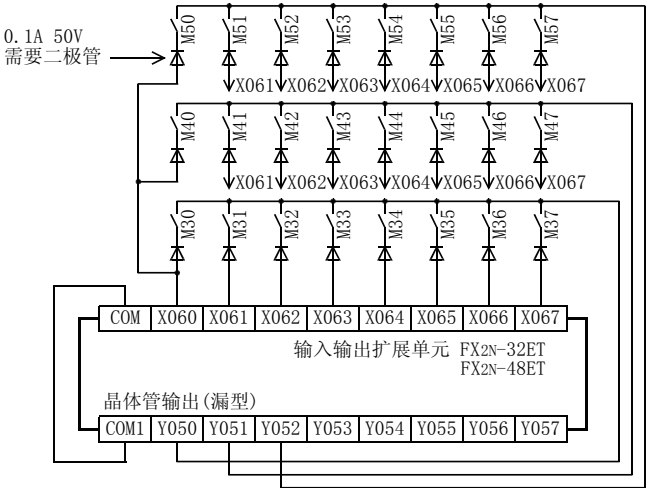 M50 M51 M52 M53 M54 M55 M56 M57
0.1A 50V
需要二极管
X061 X062 X063 X064 X065 X066 X067
M40 M41 M42 M43 M44 M45 M46 M47
X061 X062 X063 X064 X065 X066 X067
M30 M31 M32 M33 M34 M35 M36 M37
COM X060 X061 X062 X063 X064 X065 X066 X067
输入输出扩展单元 FX2N-32ET
FX2N-48ET
晶体管输出(漏型)
COM1 Y050 Y051 Y052 Y053 Y054 Y055 Y056 Y057